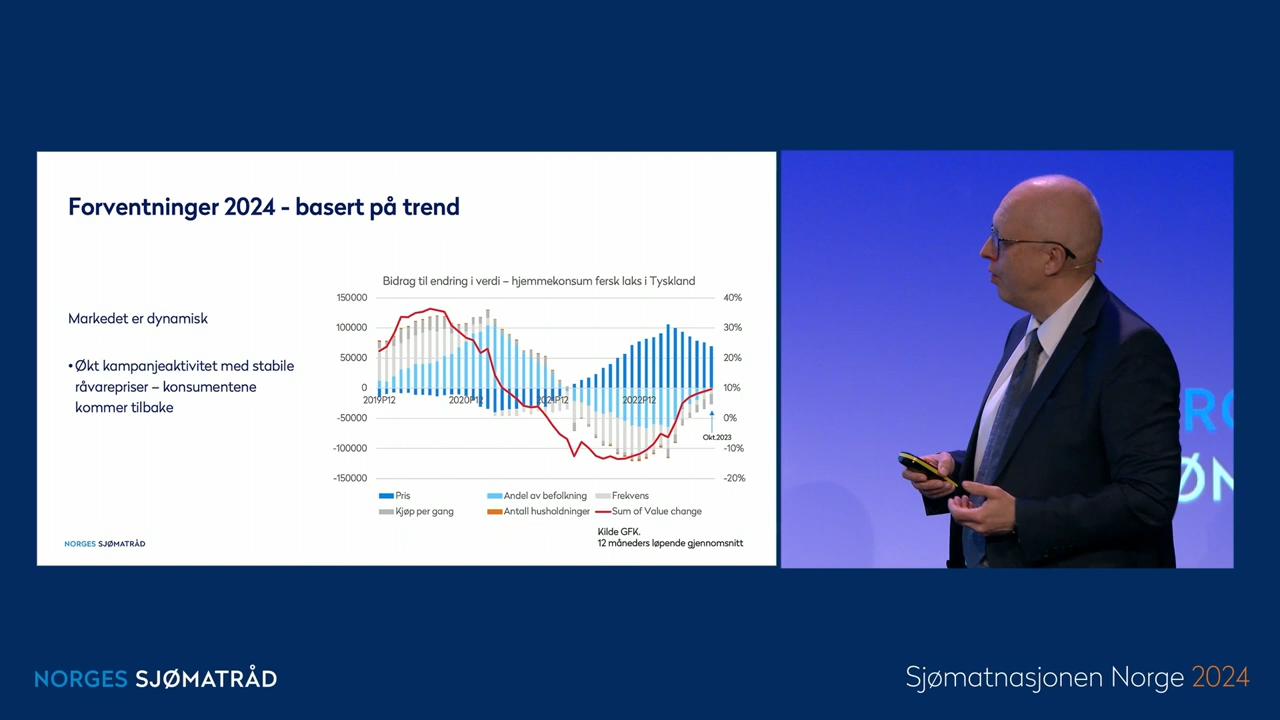 Forventninger 2024 - basert på trend
Markedet er dynamisk
•Økt kampanjeaktivitet med stabile
råvarepriser – konsumentene
kommer tilbake
Bidrag til endring i verdi – hjemmekonsum fersk laks i Tyskland
150000
100000
50000
0
-50000
-100000
-150000
40%
30%
20%
10%
0%
-10%
-20%
2019P12
2020P12
2021P12
2022P12
Okt.2023
Pris
Andel av befolkning
Frekvens
Kjøp per gang
Antall husholdninger
Sum of Value change
Kilde GFK.
12 måneders løpende gjennomsnitt
NORGES SJØMATRÅD
NORGES SJØMATRÅD
Sjømatnasjonen Norge 2024